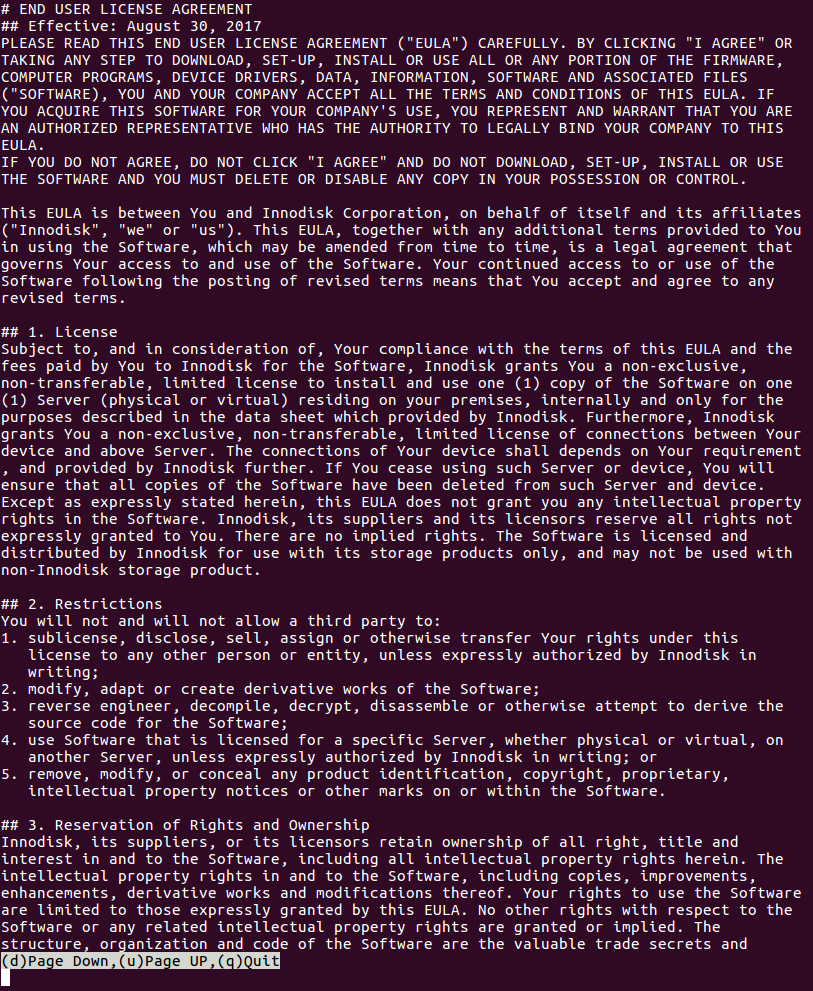 # END USER LICENSE AGREEMENT
## Effective: August 30, 2017
PLEASE READ THIS END USER LICENSE AGREEMENT ("EULA") CAREFULLY. BY CLICKING "I AGREE" OR
TAKING ANY STEP TO DOWNLOAD, SET-UP, INSTALL OR USE ALL OR ANY PORTION OF THE FIRMWARE,
COMPUTER PROGRAMS, DEVICE DRIVERS, DATA, INFORMATION, SOFTWARE AND ASSOCIATED FILES
("SOFTWARE), YOU AND YOUR COMPANY ACCEPT ALL THE TERMS AND CONDITIONS OF THIS EULA. IF
YOU ACQUIRE THIS SOFTWARE FOR YOUR COMPANY'S USE, YOU REPRESENT AND WARRANT THAT YOU ARE
AN AUTHORIZED REPRESENTATIVE WHO HAS THE AUTHORITY TO LEGALLY BIND YOUR COMPANY TO THIS
EULA.
IF YOU DO NOT AGREE, DO NOT CLICK "I AGREE" AND DO NOT DOWNLOAD, SET-UP, INSTALL OR USE
THE SOFTWARE AND YOU MUST DELETE OR DISABLE ANY COPY IN YOUR POSSESSION OR CONTROL.

This EULA is between You and Innodisk Corporation, on behalf of itself and its affiliates
("Innodisk", "we" or "us"). This EULA, together with any additional terms provided to You
in using the Software, which may be amended from time to time, is a legal agreement that
governs Your access to and use of the Software. Your continued access to or use of the
Software following the posting of revised terms means that You accept and agree to any
revised terms.

## 1. License
Subject to, and in consideration of, Your compliance with the terms of this EULA and the
fees paid by You to Innodisk for the Software, Innodisk grants You a non-exclusive,
non-transferable, limited license to install and use one (1) copy of the Software on one
(1) Server (physical or virtual) residing on your premises, internally and only for the
purposes described in the data sheet which provided by Innodisk. Furthermore, Innodisk
grants You a non-exclusive, non-transferable, limited license of connections between Your
device and above Server. The connections of Your device shall depends on Your requirement
, and provided by Innodisk further. If You cease using such Server or device, You will
ensure that all copies of the Software have been deleted from such Server and device.
Except as expressly stated herein, this EULA does not grant you any intellectual property
rights in the Software. Innodisk, its suppliers and its licensors reserve all rights not
expressly granted to You. There are no implied rights. The Software is licensed and
distributed by Innodisk for use with its storage products only, and may not be used with
non-Innodisk storage product.

## 2. Restrictions
You will not and will not allow a third party to:
1. sublicense, disclose, sell, assign or otherwise transfer Your rights under this
license to any other person or entity, unless expressly authorized by Innodisk in
writing;
2. modify, adapt or create derivative works of the Software;
3. reverse engineer, decompile, decrypt, disassemble or otherwise attempt to derive the
source code for the Software;
4. use Software that is licensed for a specific Server, whether physical or virtual, on
another Server, unless expressly authorized by Innodisk in writing; or
5. remove, modify, or conceal any product identification, copyright, proprietary,
intellectual property notices or other marks on or within the Software.

## 3. Reservation of Rights and Ownership
Innodisk, its suppliers, or its licensors retain ownership of all right, title and
interest in and to the Software, including all intellectual property rights herein. The
intellectual property rights in and to the Software, including copies, improvements,
enhancements, derivative works and modifications thereof. Your rights to use the Software
are limited to those expressly granted by this EULA. No other rights with respect to the
Software or any related intellectual property rights are granted or implied. The
structure, organization and code of the Software are the valuable trade secrets and
(d)Page Down,(u)Page UP,(q)Quit